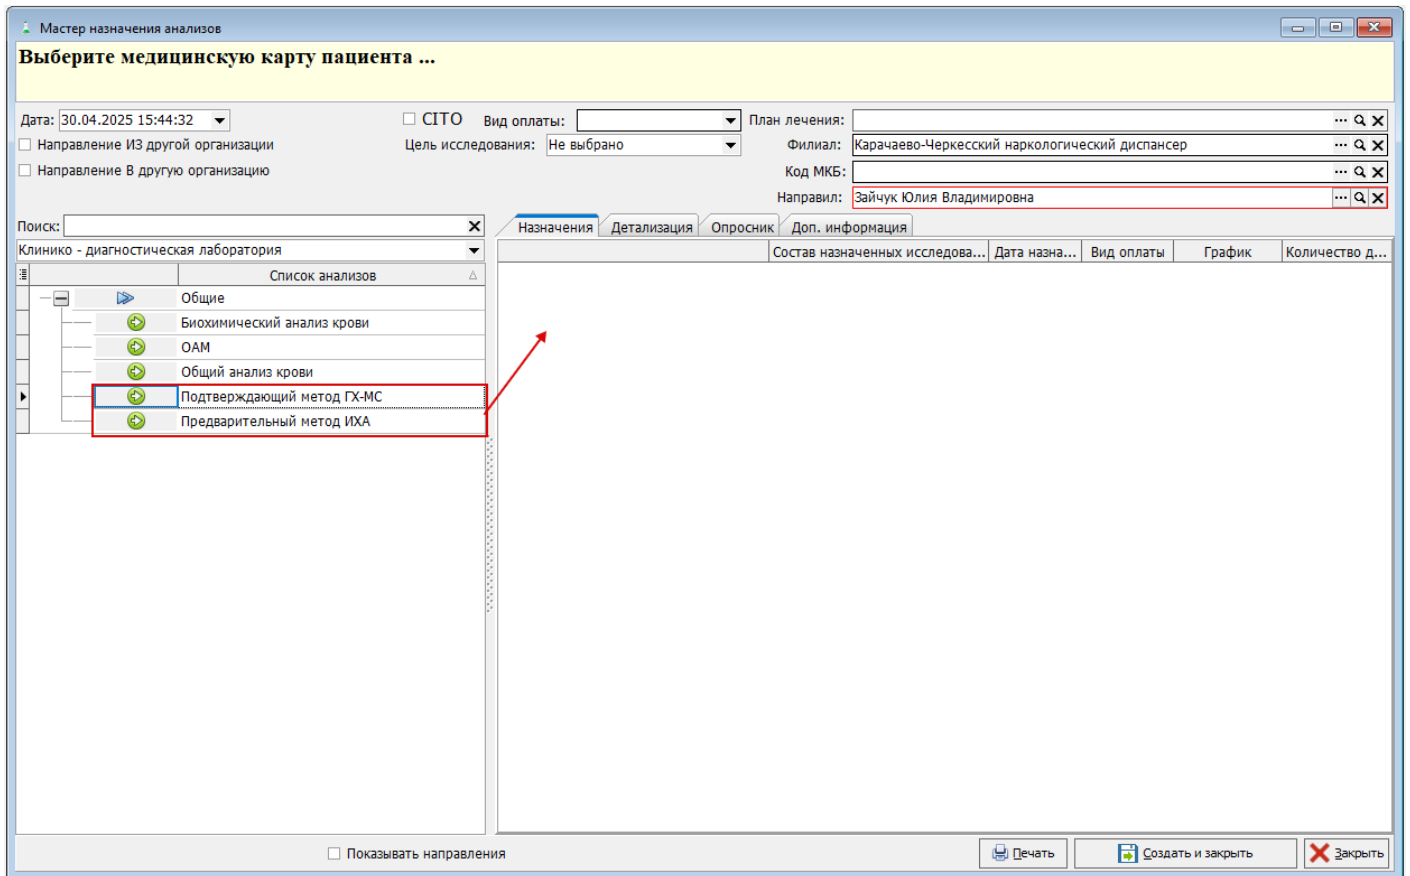 Мастер назначения анализов
Выберите медицинскую карту пациента ...
Дата: 30.04.2025 15:44:32
CITO Вид оплаты:
План лечения:
Направление ИЗ другой организации
Цель исследования: Не выбрано
Филиал: Карачаево-Черкесский наркологический диспансер
Направление В другую организацию
Код МКБ:
Направил: Зайчук Юлия Владимировна
Поиск:
Назначения Детализация Опросник Доп. информация
Клинико - диагностическая лаборатория
Состав назначенных исследова... Дата назна... Вид оплаты График Количество д...
Список анализов
Общие
Биохимический анализ крови
ОАМ
Общий анализ крови
Подтверждающий метод ГХ-МС
Предварительный метод ИХА
Показывать направления
Печать Создать и закрыть Закрыть